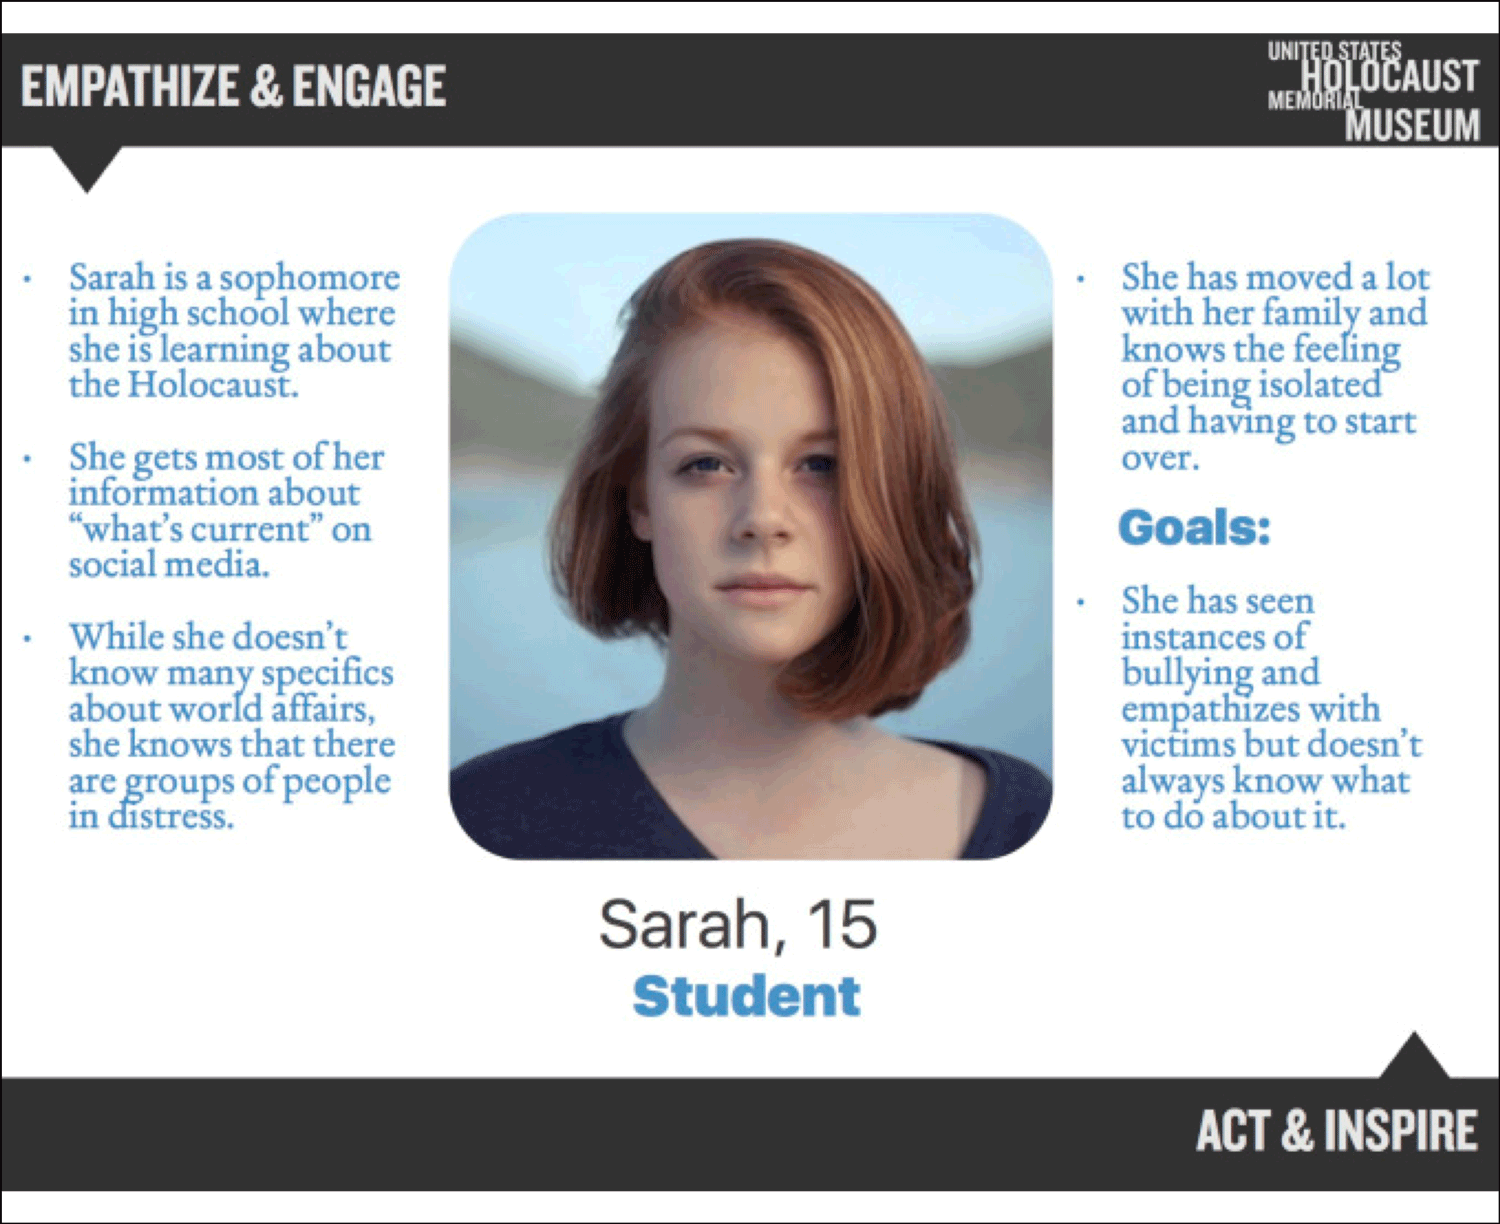 EMPATHIZE & ENGAGE
UNITED STATES
HOLOCAUST
MEMORIAL
MUSEUM
· Sarah is a sophomore
in high school where
she is learning about
the Holocaust.
· She gets most of her
information about
“what’s current” on
social media.
· While she doesn’t
know many specifics
about world affairs,
she knows that there
are groups of people
in distress.
· She has moved a lot
with her family and
knows the feeling
of being isolated
and having to start
over.
Goals:
· She has seen
instances of
bullying and
empathizes with
victims but doesn’t
always know what
to do about it.
Sarah, 15
Student
ACT & INSPIRE